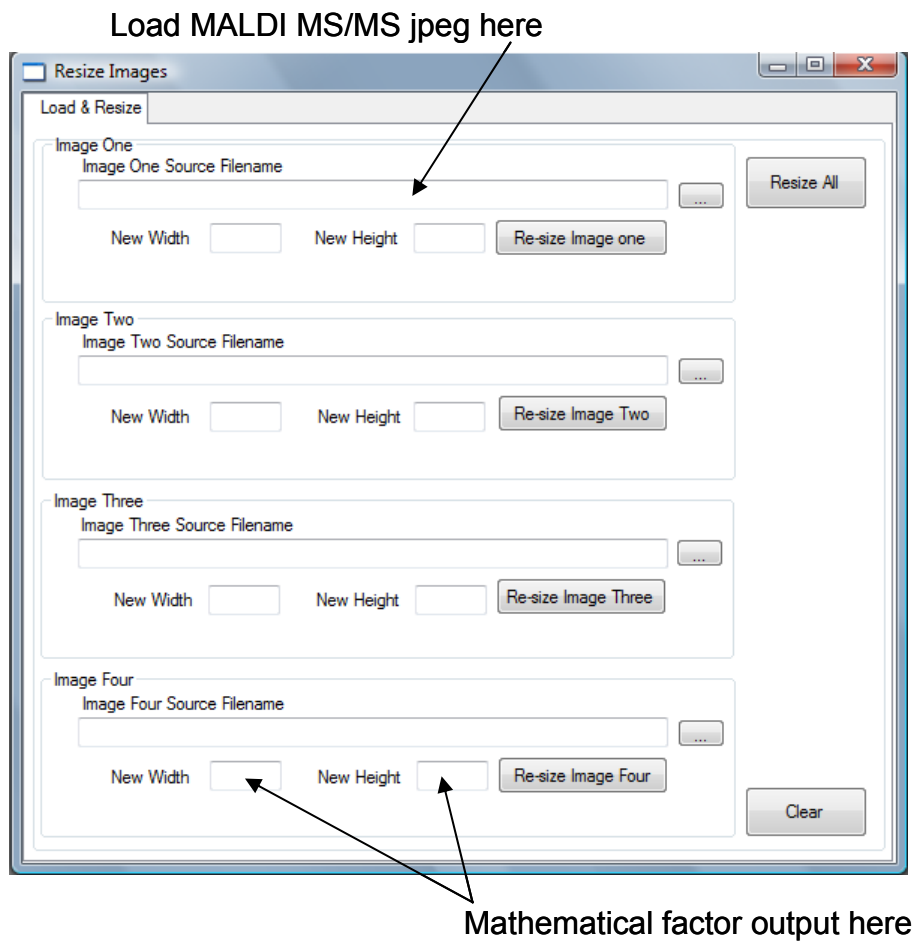 Load MALDI MS/MS jpeg here
Resize Images
Load & Resize
Image One
Image One Source Filename
...
Resize All
New Width
New Height
Re-size Image one
Image Two
Image Two Source Filename
...
New Width
New Height
Re-size Image Two
Image Three
Image Three Source Filename
...
New Width
New Height
Re-size Image Three
Image Four
Image Four Source Filename
...
New Width
New Height
Re-size Image Four
Clear
Mathematical factor output here